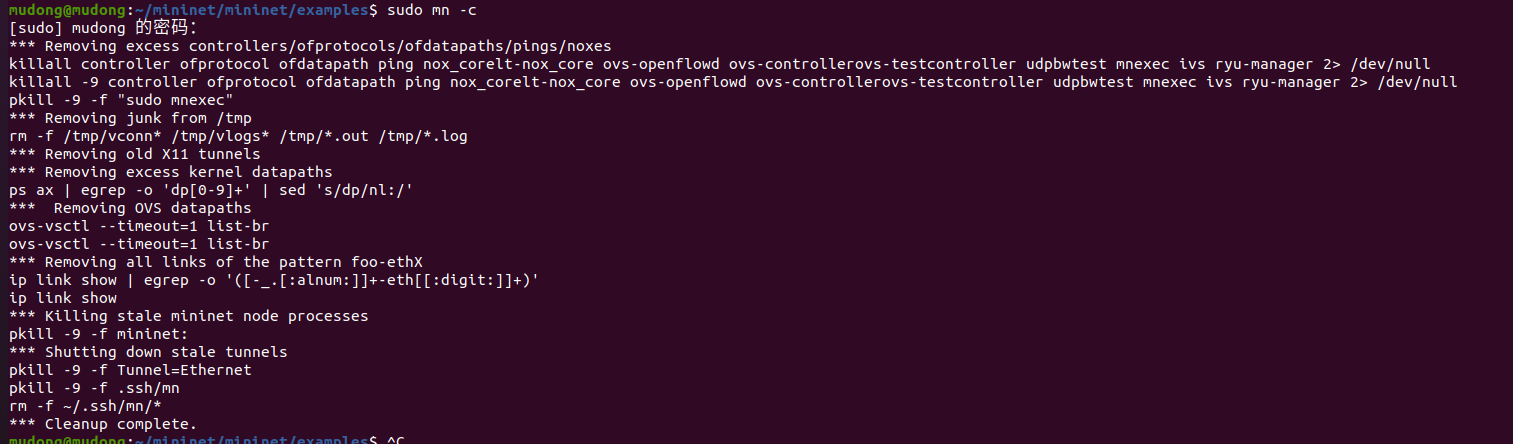 mudong@mudong:~/mininet/mininet/examples$ sudo mn -c
[sudo] mudong 的密码：
*** Removing excess controllers/ofprotocols/ofdatapaths/pings/noxes
killall controller ofprotocol ofdatapath ping nox_corelt-nox_core ovs-openflowd ovs-controllerovs-testcontroller udpbwtest mnexec ivs ryu-manager 2> /dev/null
killall -9 controller ofprotocol ofdatapath ping nox_corelt-nox_core ovs-openflowd ovs-controllerovs-testcontroller udpbwtest mnexec ivs ryu-manager 2> /dev/null
pkill -9 -f "sudo mnexec"
*** Removing junk from /tmp
rm -f /tmp/vconn* /tmp/vlogs* /tmp/*.out /tmp/*.log
*** Removing old X11 tunnels
*** Removing excess kernel datapaths
ps ax | egrep -o 'dp[0-9]+' | sed 's/dp/nl:/'
***  Removing OVS datapaths
ovs-vsctl --timeout=1 list-br
ovs-vsctl --timeout=1 list-br
*** Removing all links of the pattern foo-ethX
ip link show | egrep -o '([-_.[:alnum:]]+-eth[[:digit:]]+)'
ip link show
*** Killing stale mininet node processes
pkill -9 -f mininet:
*** Shutting down stale tunnels
pkill -9 -f Tunnel=Ethernet
pkill -9 -f .ssh/mn
rm -f ~/.ssh/mn/*
*** Cleanup complete.
mudong@mudong:~/mininet/mininet/examples$ ^C